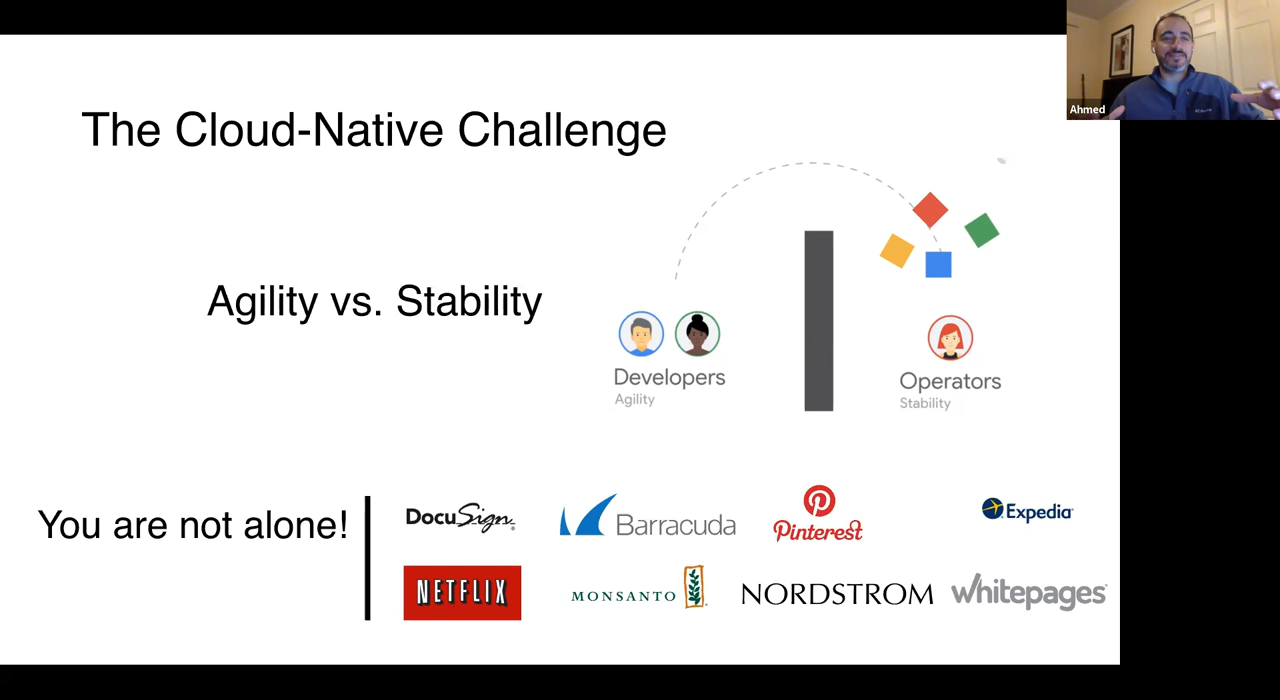 The Cloud-Native Challenge
Ahmed
Agility vs. Stability
Developers
Agility
Operators
Stability
You are not alone!
DocuSign
Barracuda
Pinterest
Expedia
NETFLIX
MONSANTO
NORDSTROM
whitepages